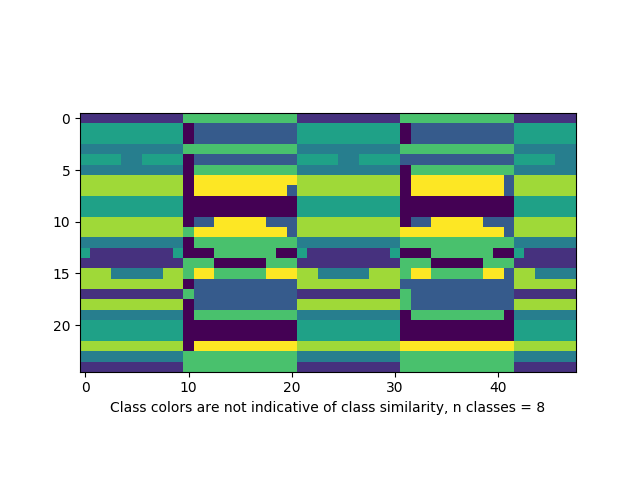 0
5
10
15
20
0 10 20 30 40
Class colors are not indicative of class similarity, n classes = 8